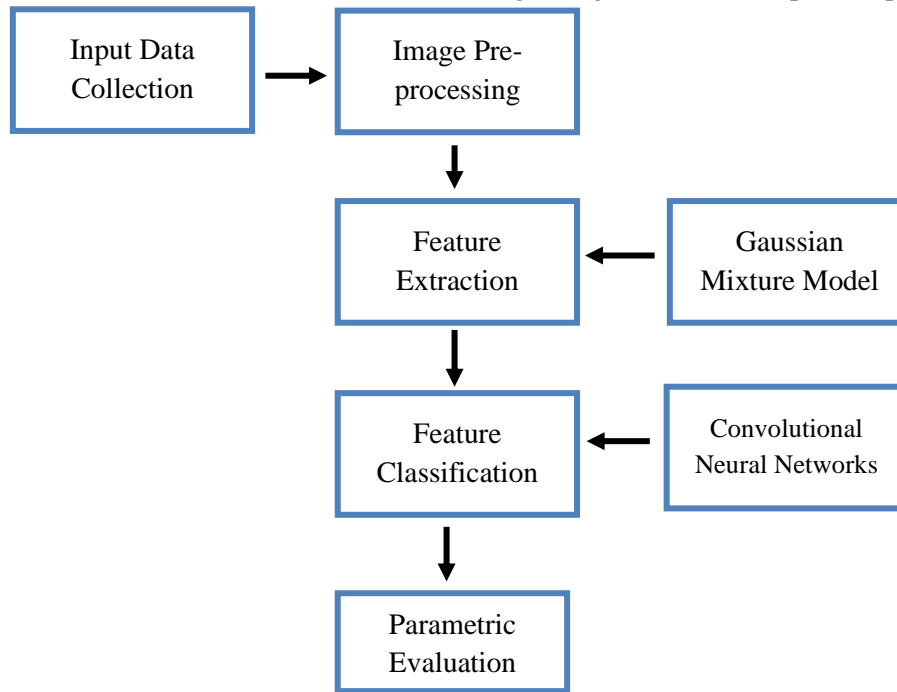 Input Data
Collection
Image Pre-
processing
Feature
Extraction
Gaussian
Mixture Model
Feature
Classification
Convolutional
Neural Networks
Parametric
Evaluation